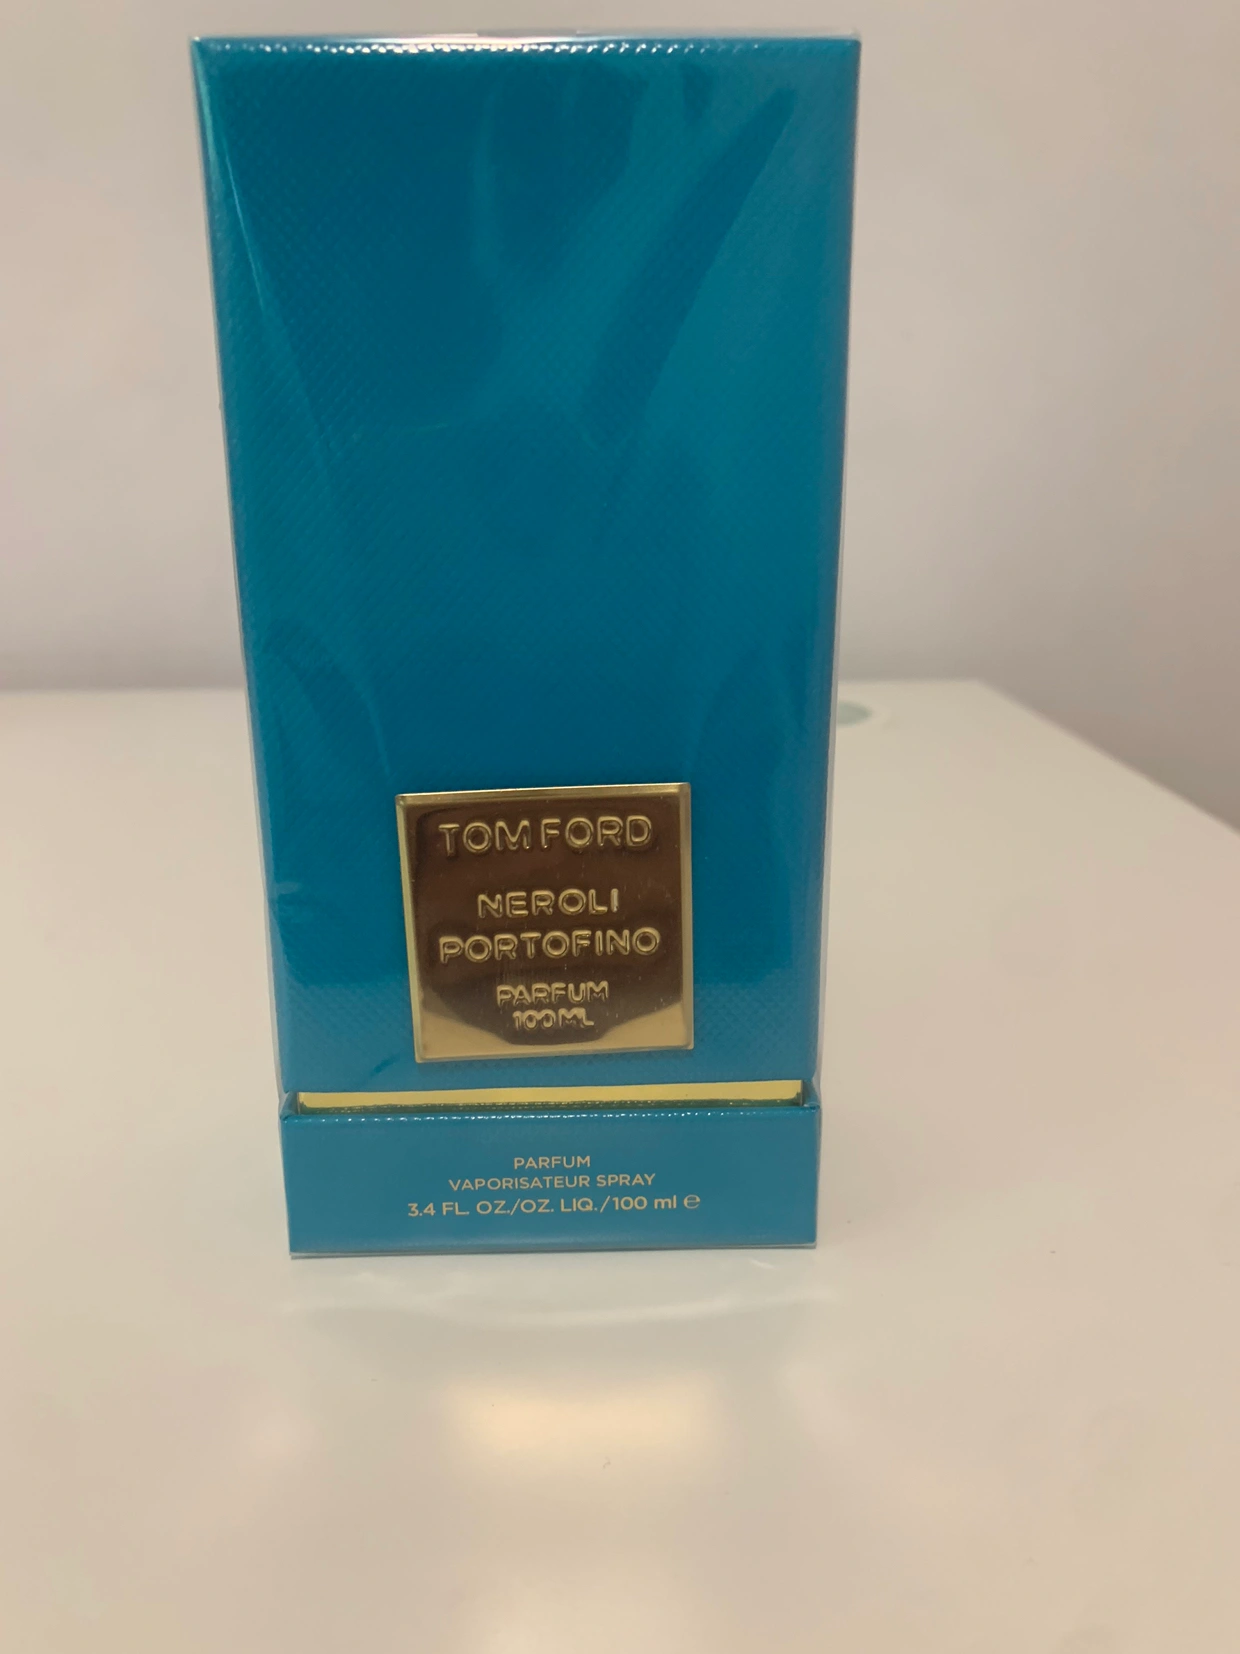 TOM FORD
NEROLI
PORTOFINO
PARFUM
100 ML
PARFUM
VAPORISATEUR SPRAY
3.4 FL. OZ./OZ. LIQ./100 ml ℮